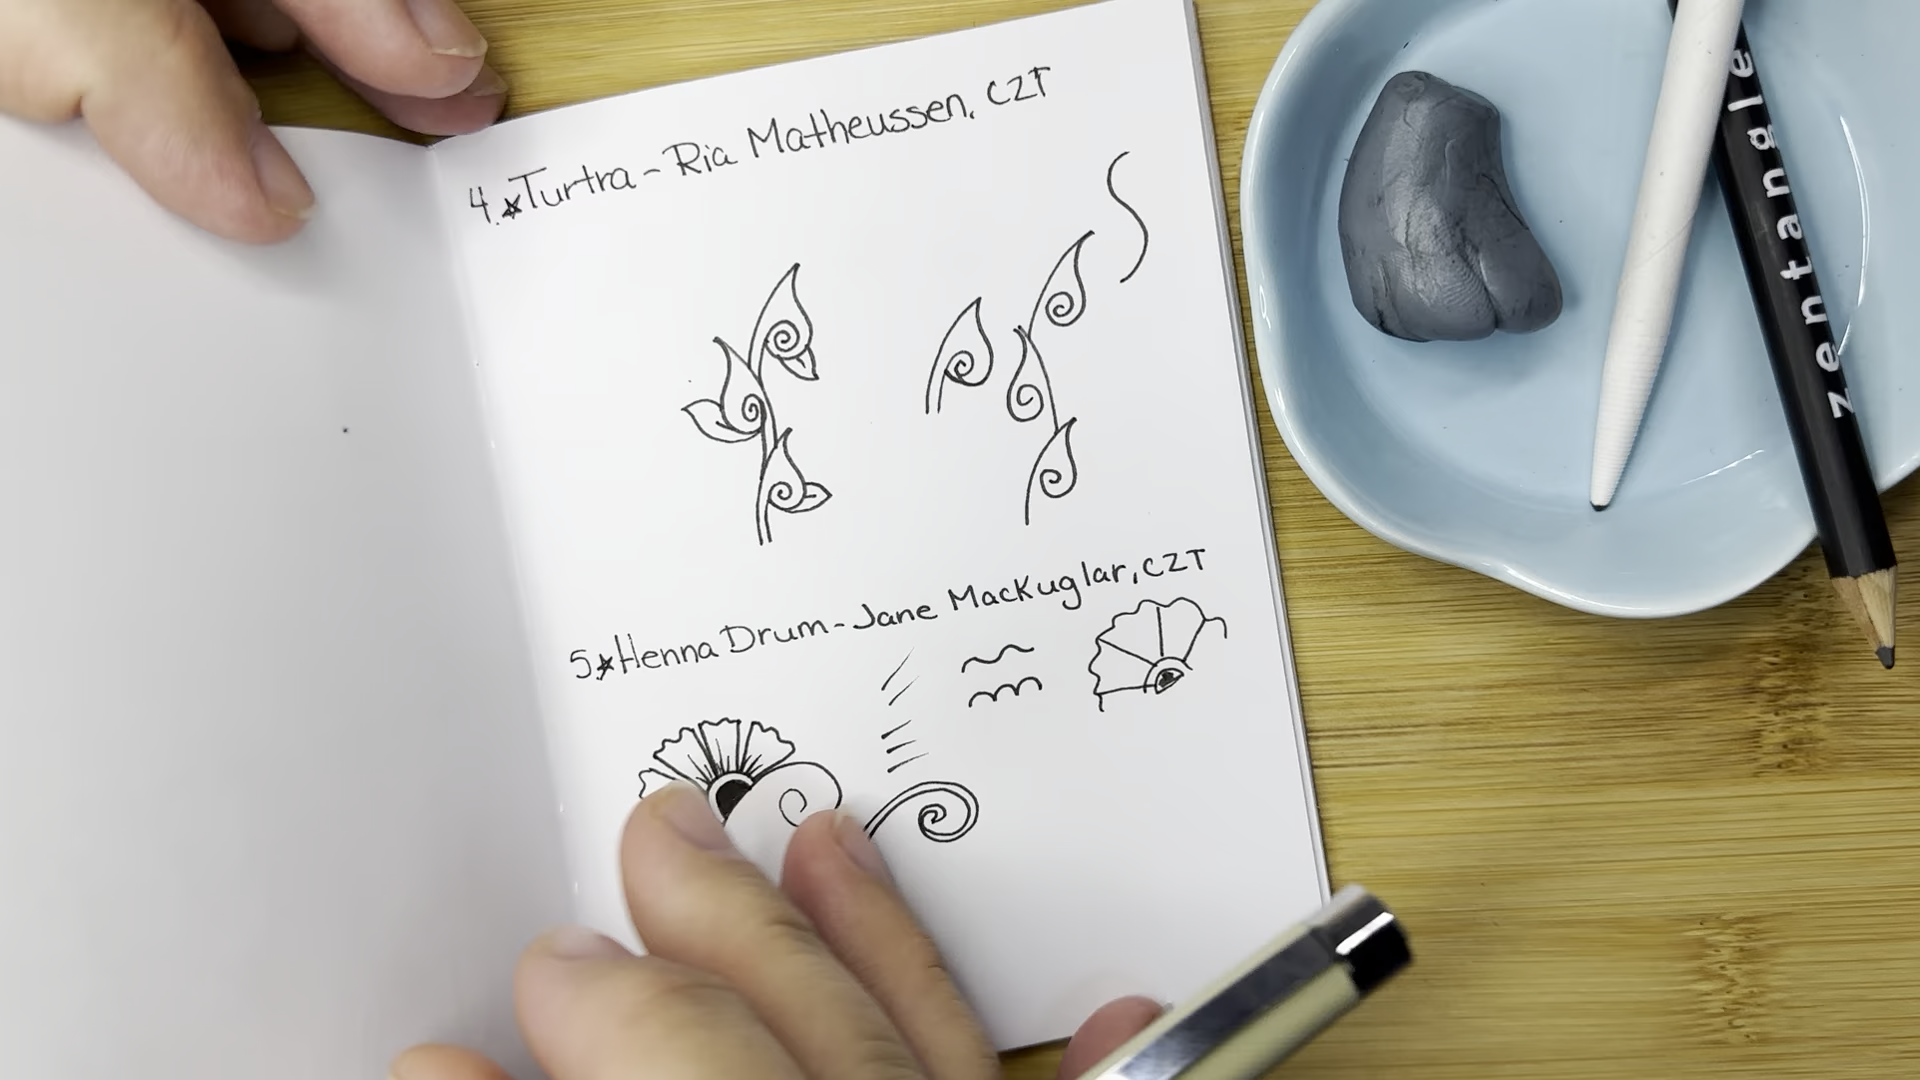 4.★Turtra - Ria Matheussen, CZT
5★Henna Drum - Jane MacKuglar, CZT
zentangle